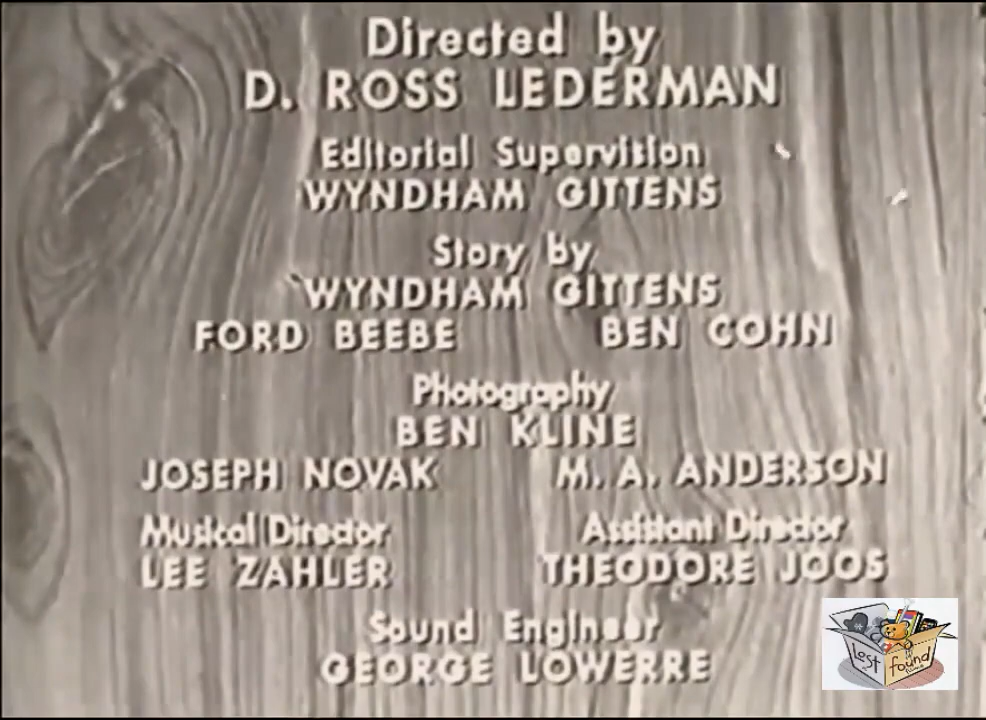 Directed by
D. ROSS LEDERMAN
Editorial Supervision
WYNDHAM GITTENS
Story by
WYNDHAM GITTENS
FORD BEEBE BEN COHN
Photography
BEN KLINE
JOSEPH NOVAK M. A. ANDERSON
Musical Director Assistant Director
LEE ZAHLER THEODORE JOOS
Sound Engineer
GEORGE LOWERRE
Lost found